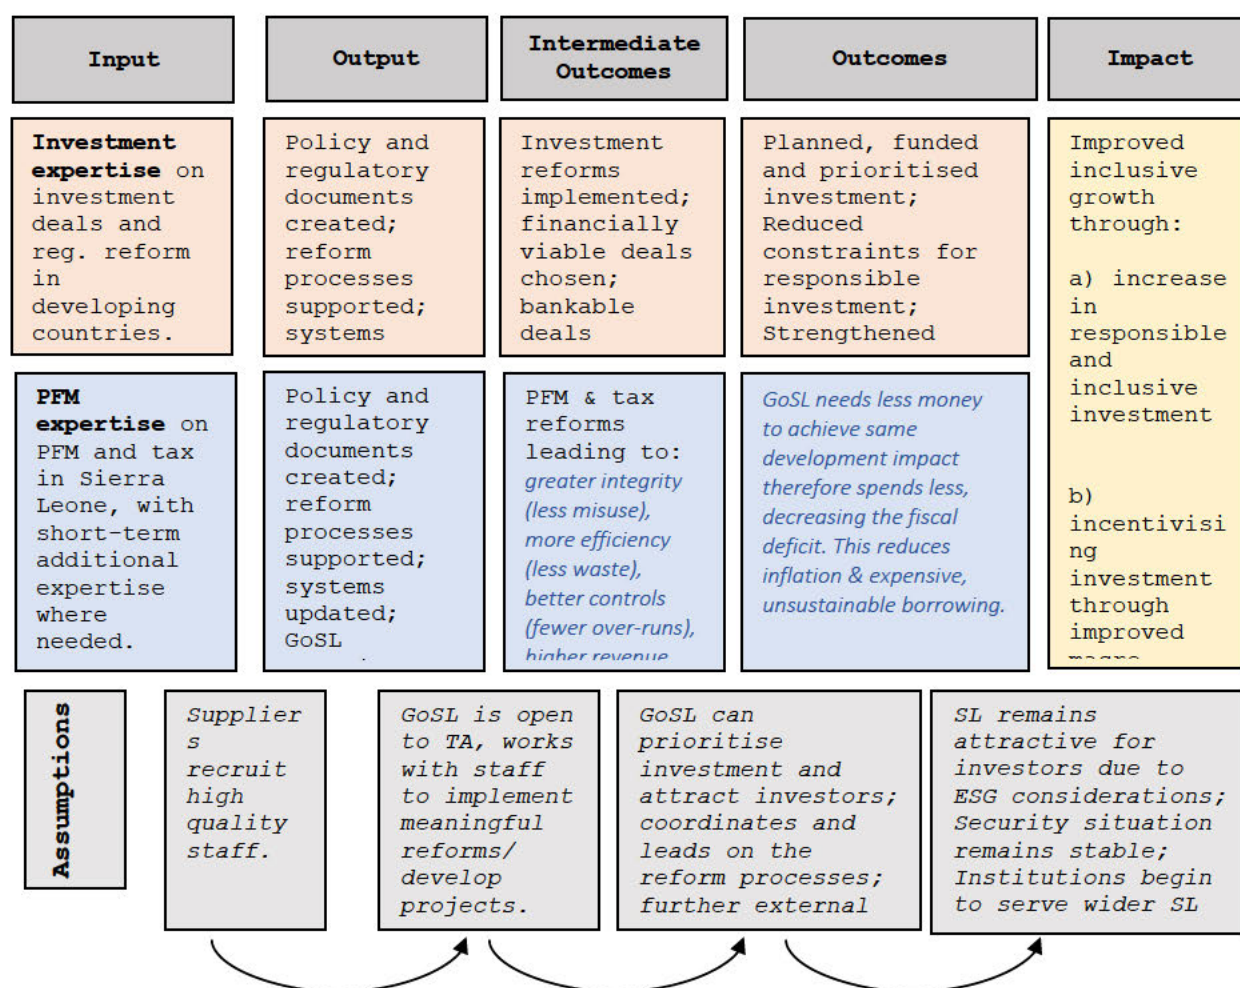 Input
Output
Intermediate
Outcomes
Outcomes
Impact
Investment
expertise on
investment
deals and
reg. reform
in
developing
countries.
Policy and
regulatory
documents
created;
reform
processes
supported;
systems
Investment
reforms
implemented;
financially
viable deals
chosen;
bankable
deals
Planned, funded
and prioritised
investment;
Reduced
constraints for
responsible
investment;
Strengthened
Improved
inclusive
growth
through:
a) increase
in
responsible
and
inclusive
investment
b)
incentivisi
ng
investment
through
improved
PFM
expertise on
PFM and tax
in Sierra
Leone, with
short-term
additional
expertise
where
needed.
Policy and
regulatory
documents
created;
reform
processes
supported;
systems
updated;
GoSL
PFM & tax
reforms
leading to:
greater integrity
(less misuse),
more efficiency
(less waste),
better controls
(fewer over-runs),
higher revenue
GoSL needs less money
to achieve same
development impact
therefore spends less,
decreasing the fiscal
deficit. This reduces
inflation & expensive,
unsustainable borrowing.
Assumptions
Supplier
s
recruit
high
quality
staff.
GoSL is open
to TA, works
with staff
to implement
meaningful
reforms/
develop
projects.
GoSL can
prioritise
investment and
attract investors;
coordinates and
leads on the
reform processes;
further external
SL remains
attractive for
investors due to
ESG considerations;
Security situation
remains stable;
Institutions begin
to serve wider SL